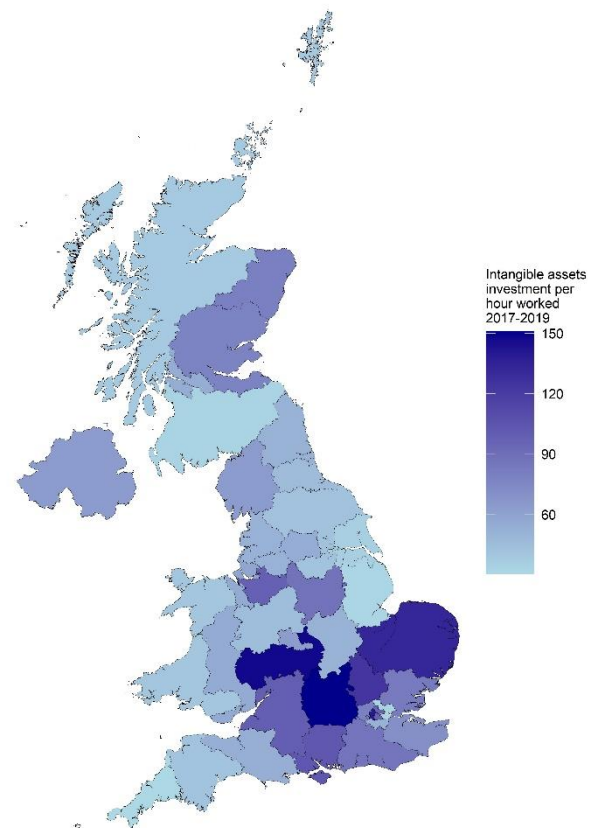 Intangible assets
investment per
hour worked
2017-2019
150
120
90
60